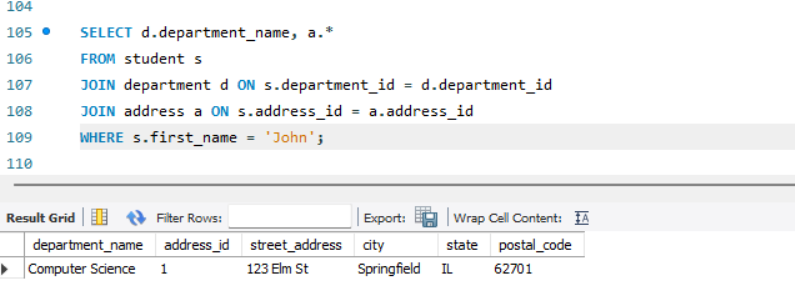 104
105 SELECT d.department_name, a.*
106 FROM student s
107 JOIN department d ON s.department_id = d.department_id
108 JOIN address a ON s.address_id = a.address_id
109 WHERE s.first_name = 'John';
110
Result Grid Filter Rows: Export: Wrap Cell Content: IA
department_name address_id street_address city state postal_code
Computer Science 1 123 Elm St Springfield IL 62701